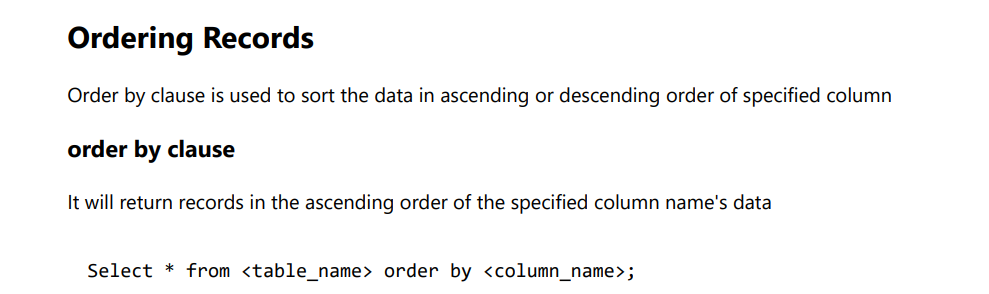 Ordering Records
Order by clause is used to sort the data in ascending or descending order of specified column
order by clause
It will return records in the ascending order of the specified column name's data
Select * from <table_name> order by <column_name>;